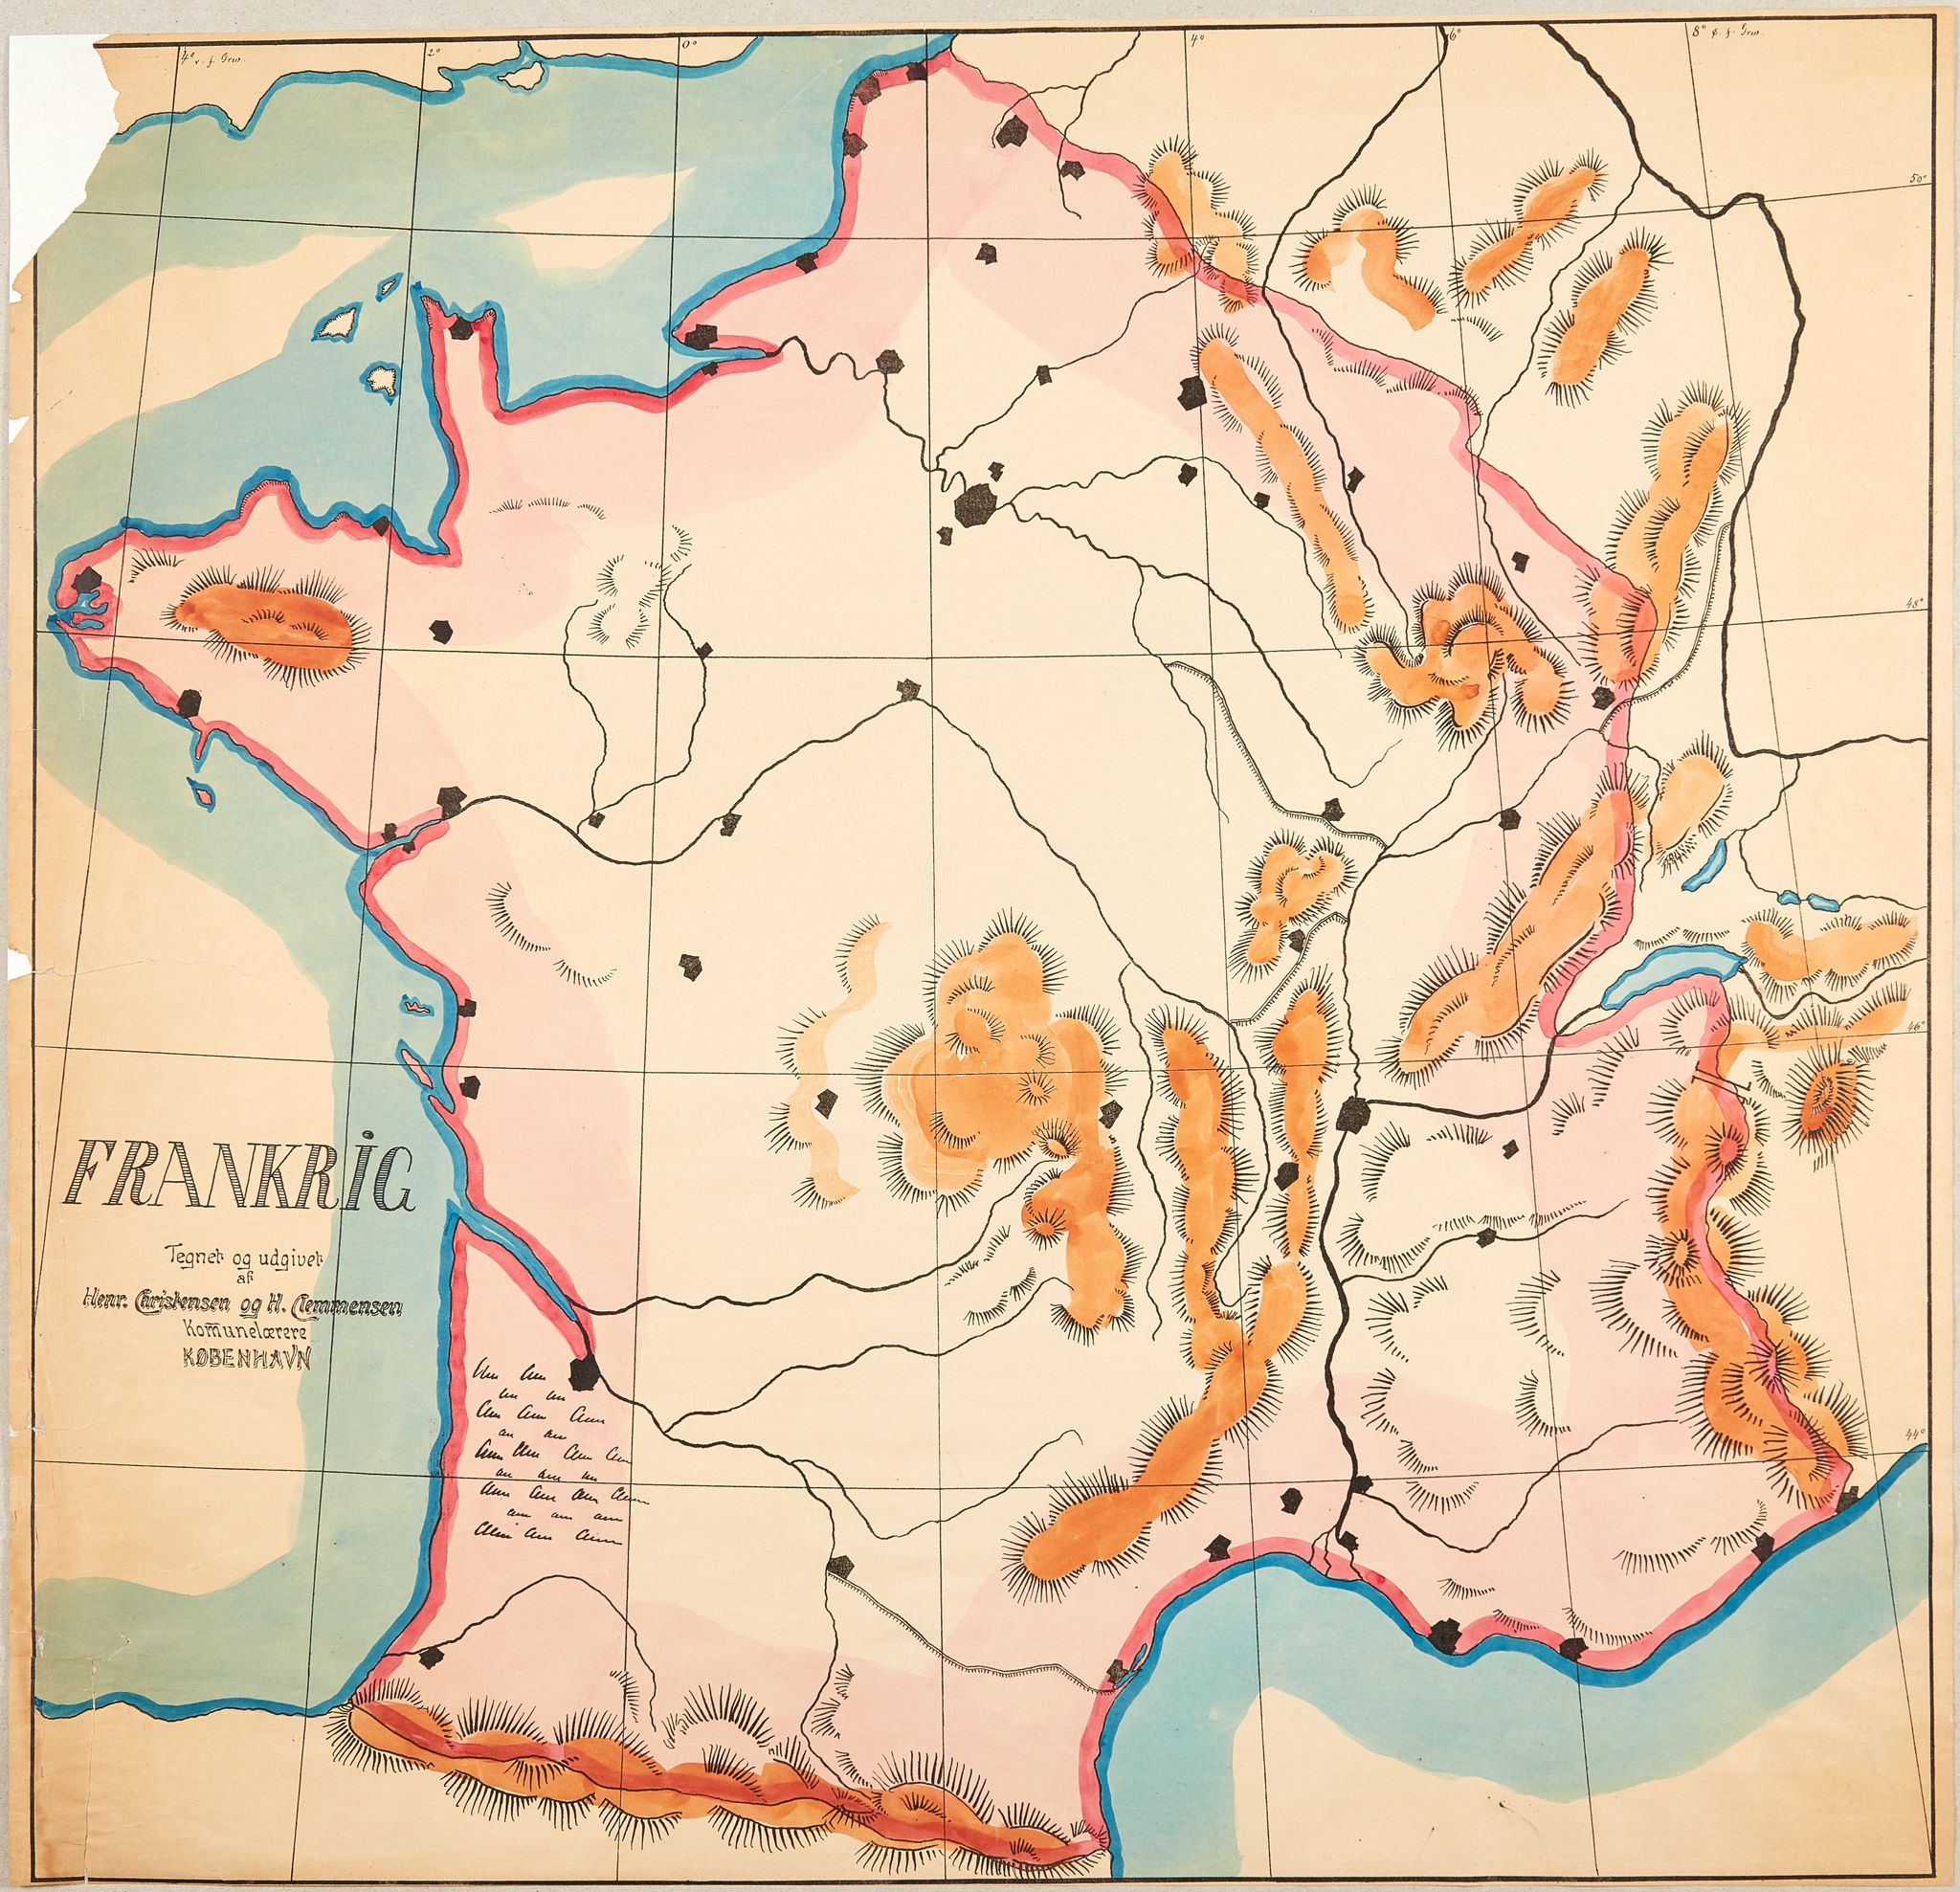 4° v. f. Grw.
2°
0°
4°
6°
8° ø. f. Grw.
50°
48°
46°
44°
FRANKRIG
Tegnet og udgivet
af
Henr. Christensen og H. Clemmensen
Kommunelærere
KØBENHAVN